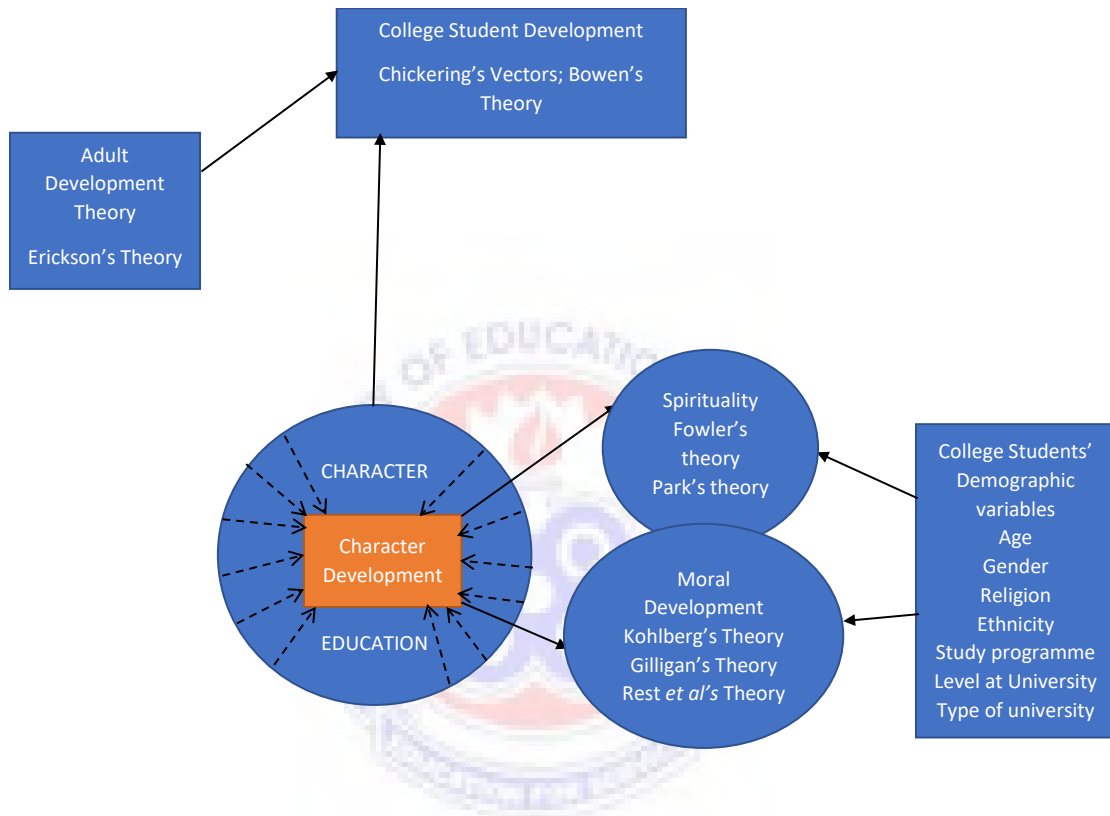 College Student Development
Chickering's Vectors; Bowen's
Theory
Adult
Development
Theory
Erickson's Theory
CHARACTER
Character
Development
EDUCATION
Spirituality
Fowler's
theory
Park's theory
Moral
Development
Kohlberg's Theory
Gilligan's Theory
Rest et al's Theory
College Students'
Demographic
variables
Age
Gender
Religion
Ethnicity
Study programme
Level at University
Type of university
OF EDUCATIO